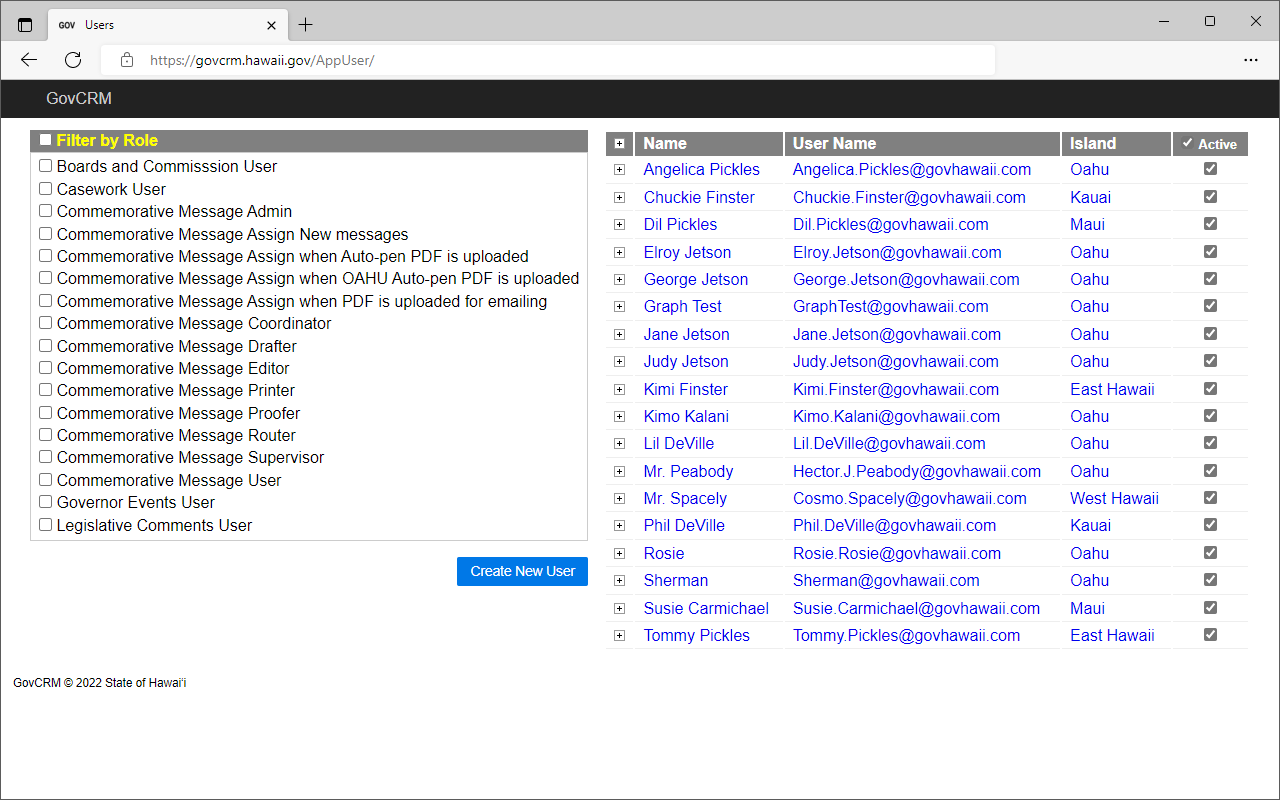 GOV Users
https://govcrm.hawaii.gov/AppUser/
GovCRM
Filter by Role
Boards and Commisssion User
Casework User
Commemorative Message Admin
Commemorative Message Assign New messages
Commemorative Message Assign when Auto-pen PDF is uploaded
Commemorative Message Assign when OAHU Auto-pen PDF is uploaded
Commemorative Message Assign when PDF is uploaded for emailing
Commemorative Message Coordinator
Commemorative Message Drafter
Commemorative Message Editor
Commemorative Message Printer
Commemorative Message Proofer
Commemorative Message Router
Commemorative Message Supervisor
Commemorative Message User
Governor Events User
Legislative Comments User
Create New User
Name User Name Island Active
Angelica Pickles Angelica.Pickles@govhawaii.com Oahu
Chuckie Finster Chuckie.Finster@govhawaii.com Kauai
Dil Pickles Dil.Pickles@govhawaii.com Maui
Elroy Jetson Elroy.Jetson@govhawaii.com Oahu
George Jetson George.Jetson@govhawaii.com Oahu
Graph Test GraphTest@govhawaii.com Oahu
Jane Jetson Jane.Jetson@govhawaii.com Oahu
Judy Jetson Judy.Jetson@govhawaii.com Oahu
Kimi Finster Kimi.Finster@govhawaii.com East Hawaii
Kimo Kalani Kimo.Kalani@govhawaii.com Oahu
Lil DeVille Lil.DeVille@govhawaii.com Oahu
Mr. Peabody Hector.J.Peabody@govhawaii.com Oahu
Mr. Spacely Cosmo.Spacely@govhawaii.com West Hawaii
Phil DeVille Phil.DeVille@govhawaii.com Kauai
Rosie Rosie.Rosie@govhawaii.com Oahu
Sherman Sherman@govhawaii.com Oahu
Susie Carmichael Susie.Carmichael@govhawaii.com Maui
Tommy Pickles Tommy.Pickles@govhawaii.com East Hawaii
GovCRM © 2022 State of Hawai'i